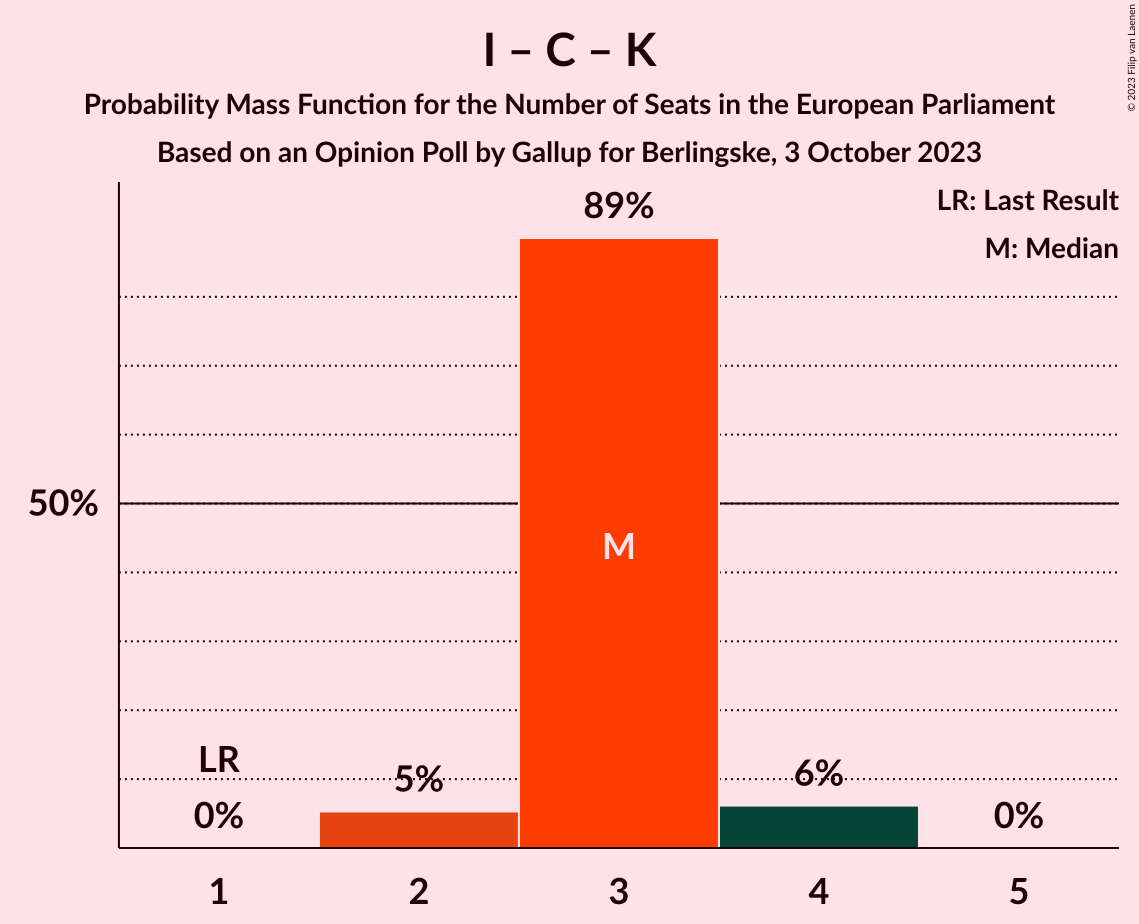 I – C – K
Probability Mass Function for the Number of Seats in the European Parliament
Based on an Opinion Poll by Gallup for Berlingske, 3 October 2023
© 2023 Filip van Laenen
LR: Last Result
M: Median
89%
50%
M
LR
0%
5%
6%
0%
1 2 3 4 5